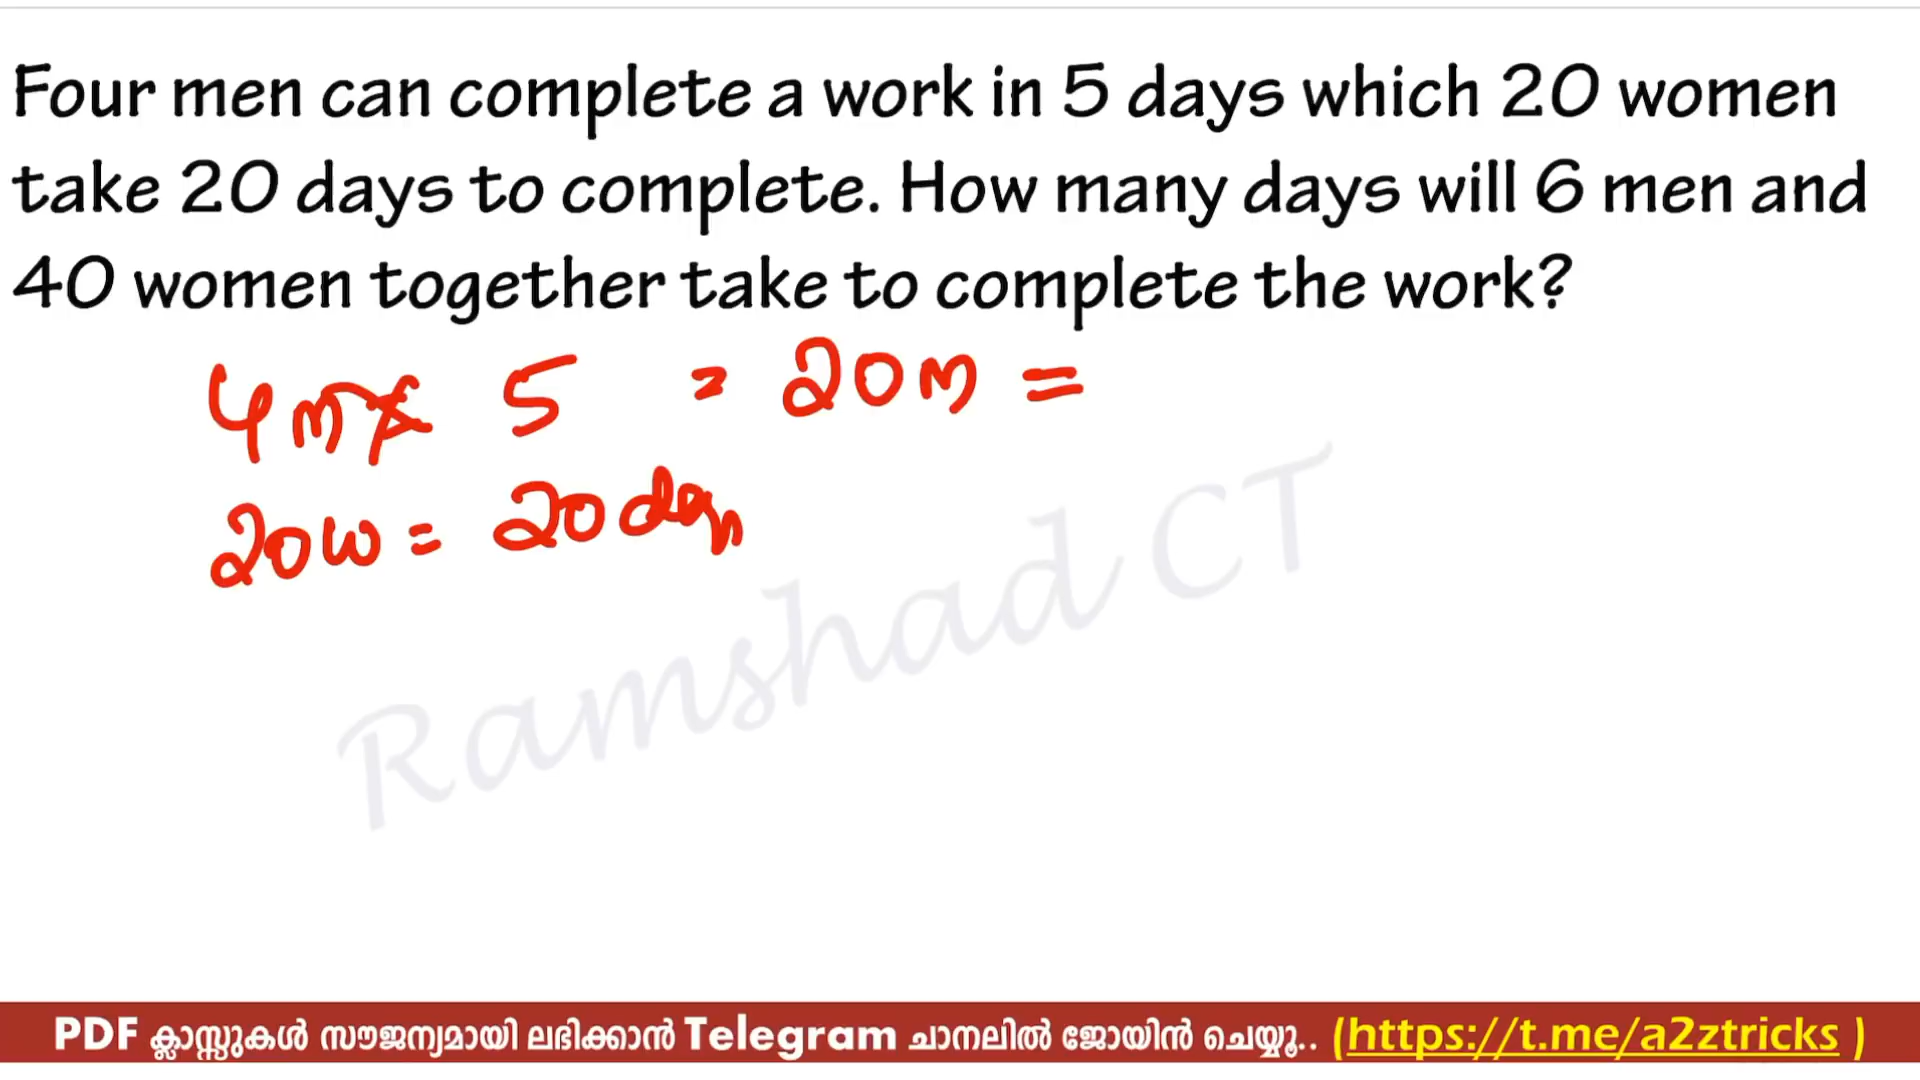 Four men can complete a work in 5 days which 20 women
take 20 days to complete. How many days will 6 men and
40 women together take to complete the work?
4m × 5 = 20m =
20w = 20 days
Ramshad CT
PDF ക്ലാസ്സുകൾ സൗജന്യമായി ലഭിക്കാൻ Telegram ചാനലിൽ ജോയിൻ ചെയ്യൂ.. (https://t.me/a2ztricks )